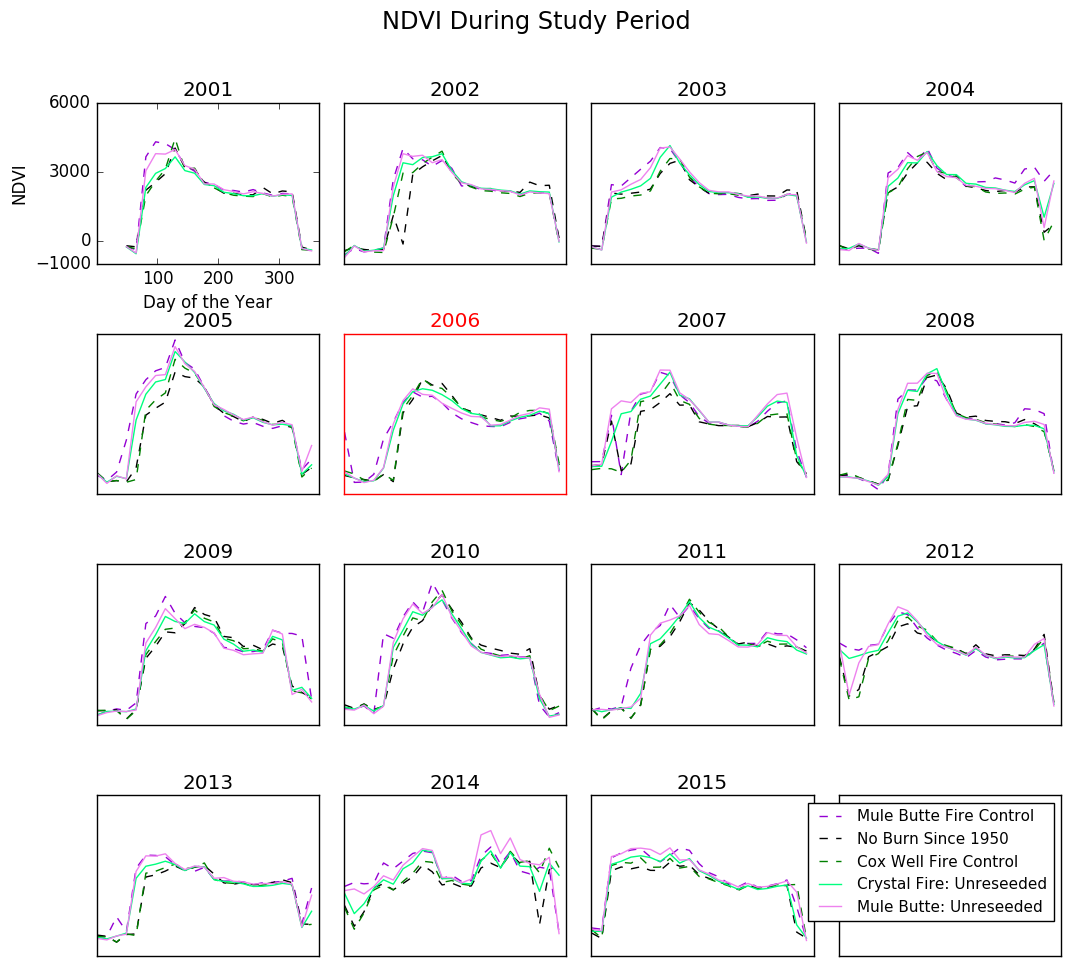 NDVI During Study Period
2001
2002
2003
2004
6000
3000
0
−1000
NDVI
100 200 300
Day of the Year
2005
2006
2007
2008
2009
2010
2011
2012
2013
2014
2015
Mule Butte Fire Control
No Burn Since 1950
Cox Well Fire Control
Crystal Fire: Unreseeded
Mule Butte: Unreseeded